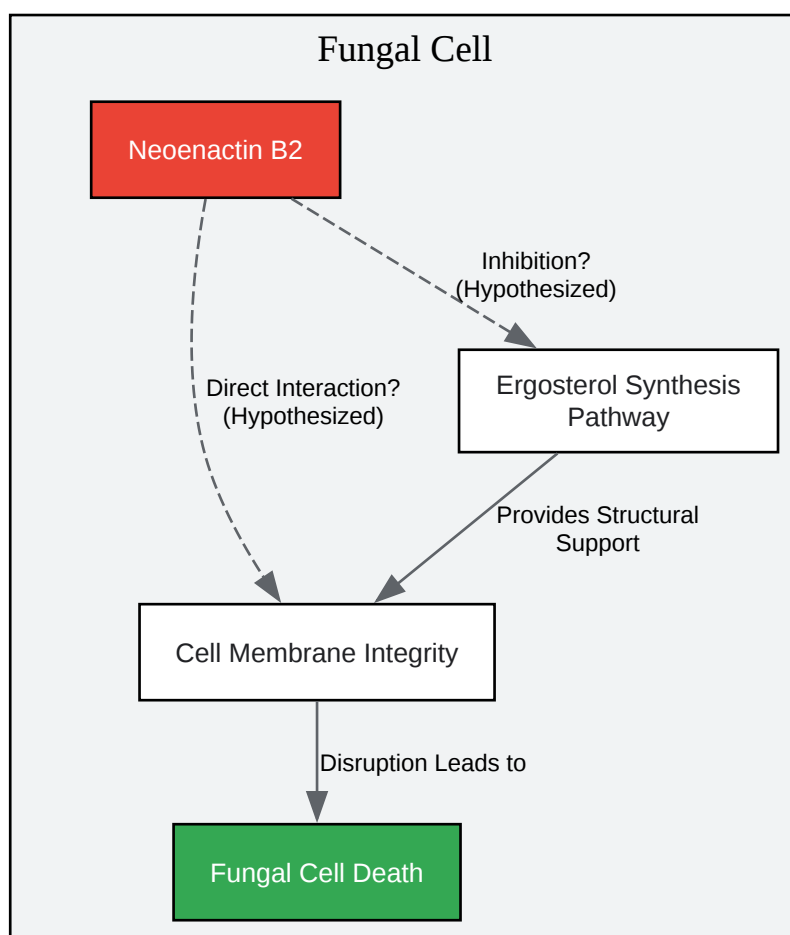 Fungal Cell
Neoenactin B2
Inhibition?
(Hypothesized)
Direct Interaction?
(Hypothesized)
Ergosterol Synthesis
Pathway
Provides Structural
Support
Cell Membrane Integrity
Disruption Leads to
Fungal Cell Death